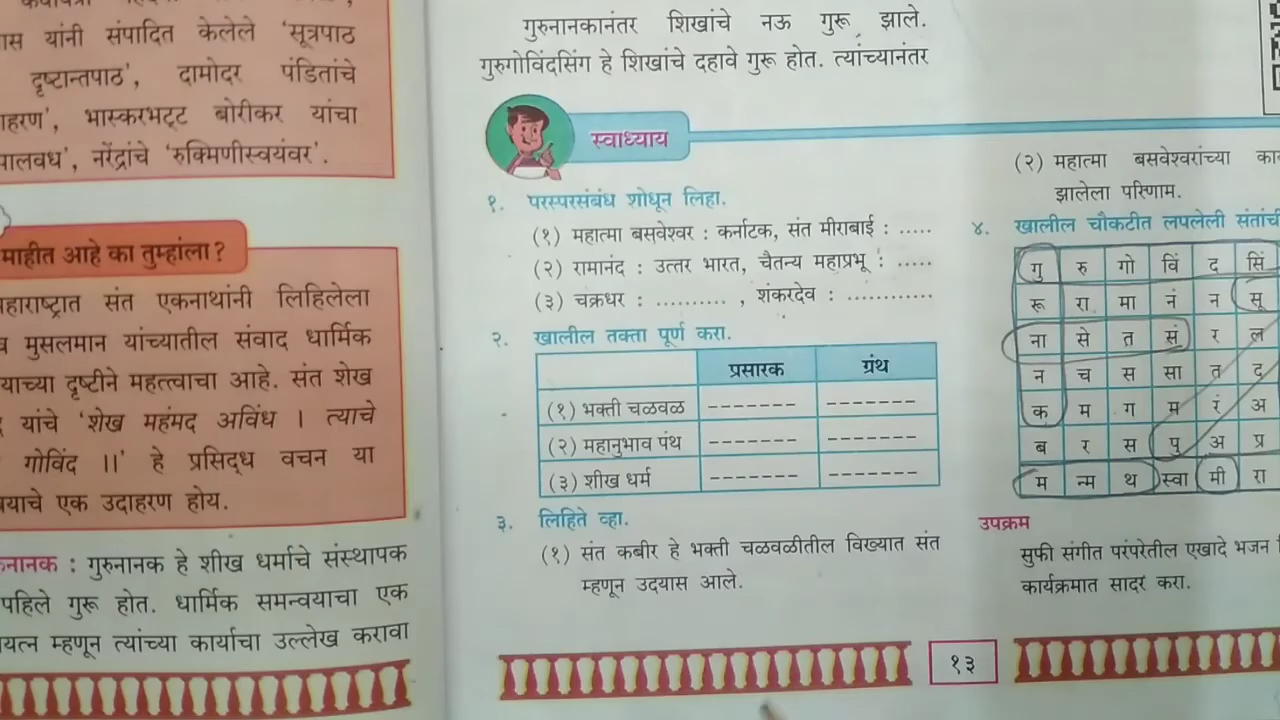 यांनी संपादित केलेले ‘सूत्रपाठ
दृष्टान्तपाठ’, दामोदर पंडितांचे
भास्करभट्ट बोरीकर यांचा
नरेंद्रांचे ‘रुक्मिणीस्वयंवर’.
माहीत आहे का तुम्हांला?
संत एकनाथांनी लिहिलेला
मुसलमान यांच्यातील संवाद धार्मिक
दृष्टीने महत्त्वाचा आहे. संत शेख
यांचे ‘शेख महंमद अविंध । त्याचे
गोविंद ॥’ हे प्रसिद्ध वचन या
एक उदाहरण होय.
: गुरुनानक हे शीख धर्माचे संस्थापक
पहिले गुरू होत. धार्मिक समन्वयाचा एक
म्हणून त्यांच्या कार्याचा उल्लेख करावा
गुरुनानकानंतर शिखांचे नऊ गुरू झाले.
गुरुगोविंदसिंग हे शिखांचे दहावे गुरू होत. त्यांच्यानंतर
स्वाध्याय
१. परस्परसंबंध शोधून लिहा.
(१) महात्मा बसवेश्वर : कर्नाटक, संत मीराबाई : .....
(२) रामानंद : उत्तर भारत, चैतन्य महाप्रभू : .....
(३) चक्रधर : .......... , शंकरदेव : ............
२. खालील तक्ता पूर्ण करा.
प्रसारक ग्रंथ
(१) भक्ती चळवळ ------- -------
(२) महानुभाव पंथ ------- -------
(३) शीख धर्म ------- -------
३. लिहिते व्हा.
(१) संत कबीर हे भक्ती चळवळीतील विख्यात संत
म्हणून उदयास आले.
(२) महात्मा बसवेश्वरांच्या
झालेला परिणाम.
४. खालील चौकटीत लपलेली
गु रु गो विं द सिं
रू रा मा नं न सू
ना से त सं र ल
न च स सा त द
क म ग म रं अ
ब र स पु अ प्र
म न्म थ स्वा मी रा
उपक्रम
सुफी संगीत परंपरेतील एखादे भजन
कार्यक्रमात सादर करा.
१३